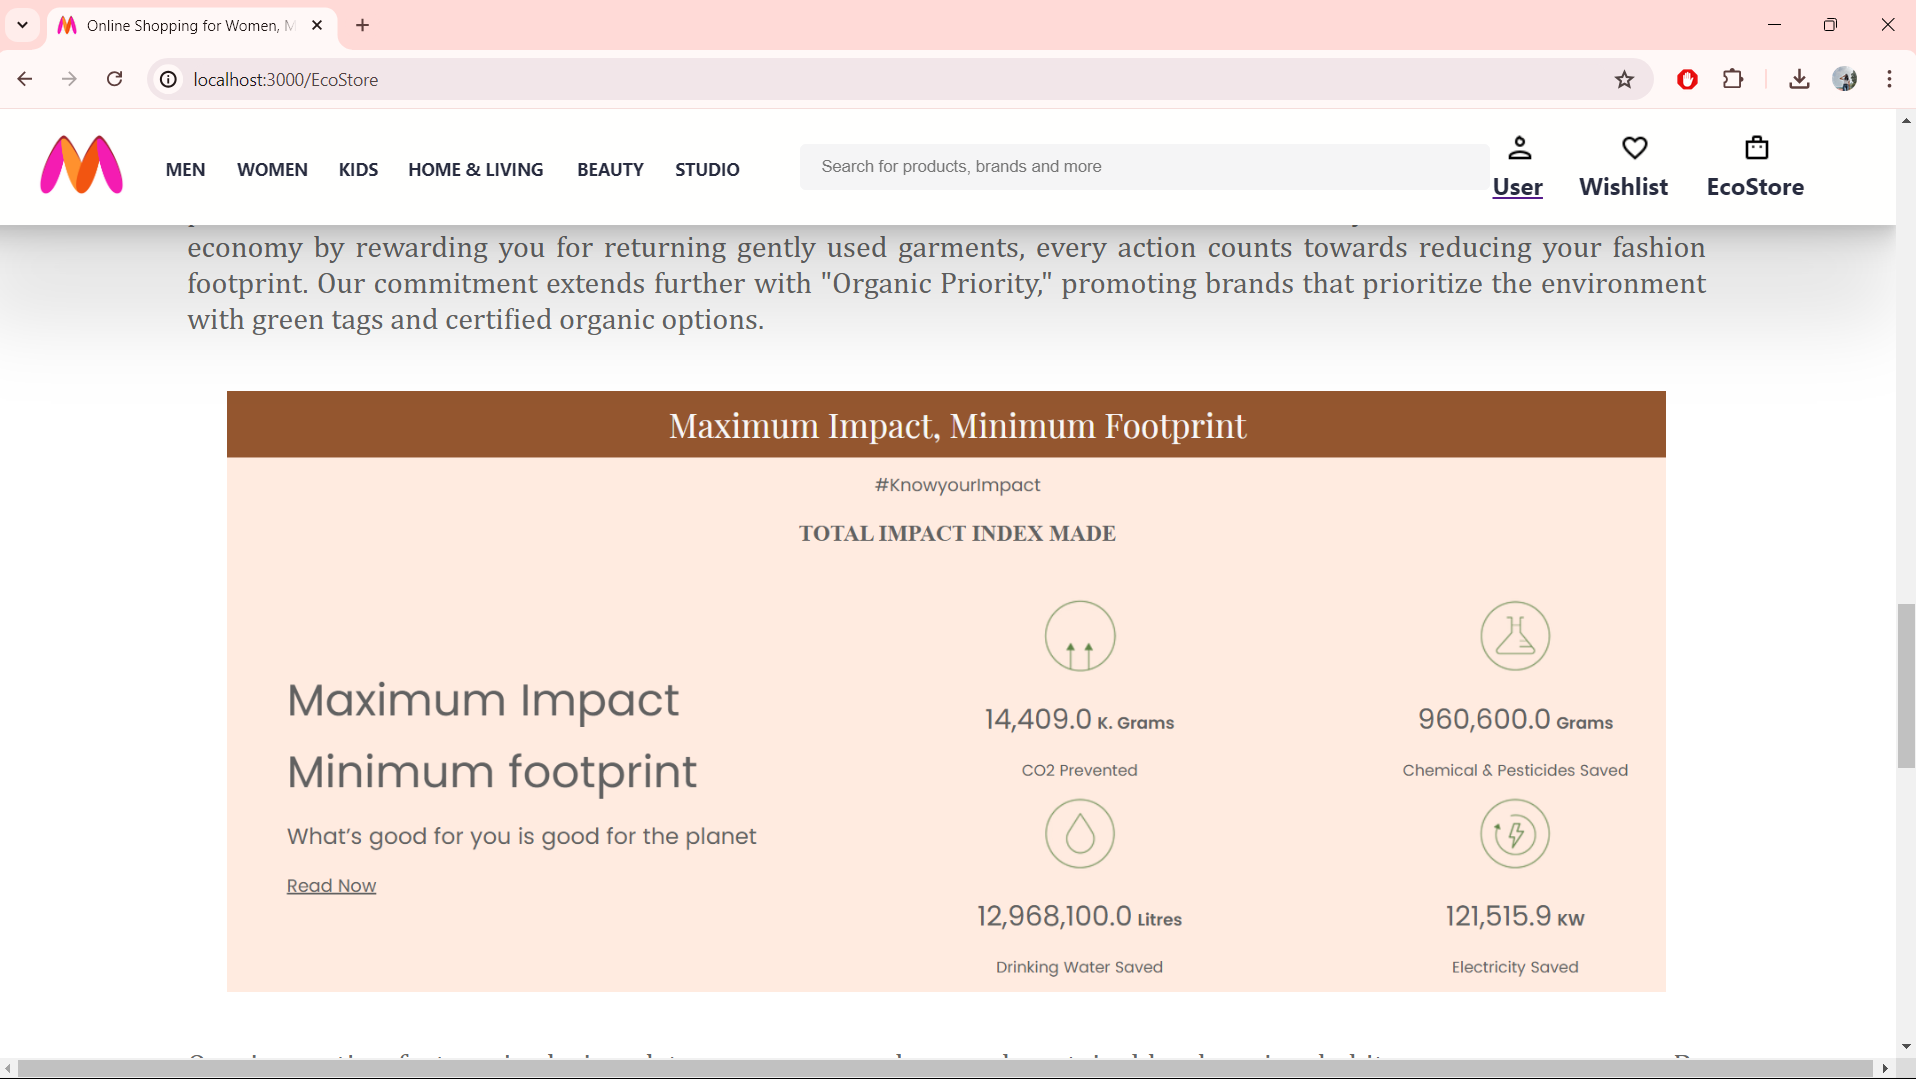 Online Shopping for Women, M
localhost:3000/EcoStore
MEN WOMEN KIDS HOME & LIVING BEAUTY STUDIO
Search for products, brands and more
User Wishlist EcoStore
economy by rewarding you for returning gently used garments, every action counts towards reducing your fashion
footprint. Our commitment extends further with "Organic Priority," promoting brands that prioritize the environment
with green tags and certified organic options.
Maximum Impact, Minimum Footprint
#KnowyourImpact
TOTAL IMPACT INDEX MADE
Maximum Impact
Minimum footprint
What's good for you is good for the planet
Read Now
14,409.0 K. Grams
CO2 Prevented
960,600.0 Grams
Chemical & Pesticides Saved
12,968,100.0 Litres
Drinking Water Saved
121,515.9 KW
Electricity Saved